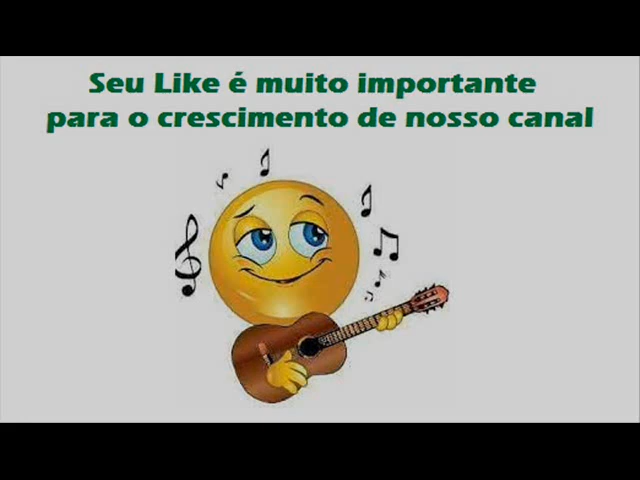 Seu Like é muito importante
para o crescimento de nosso canal